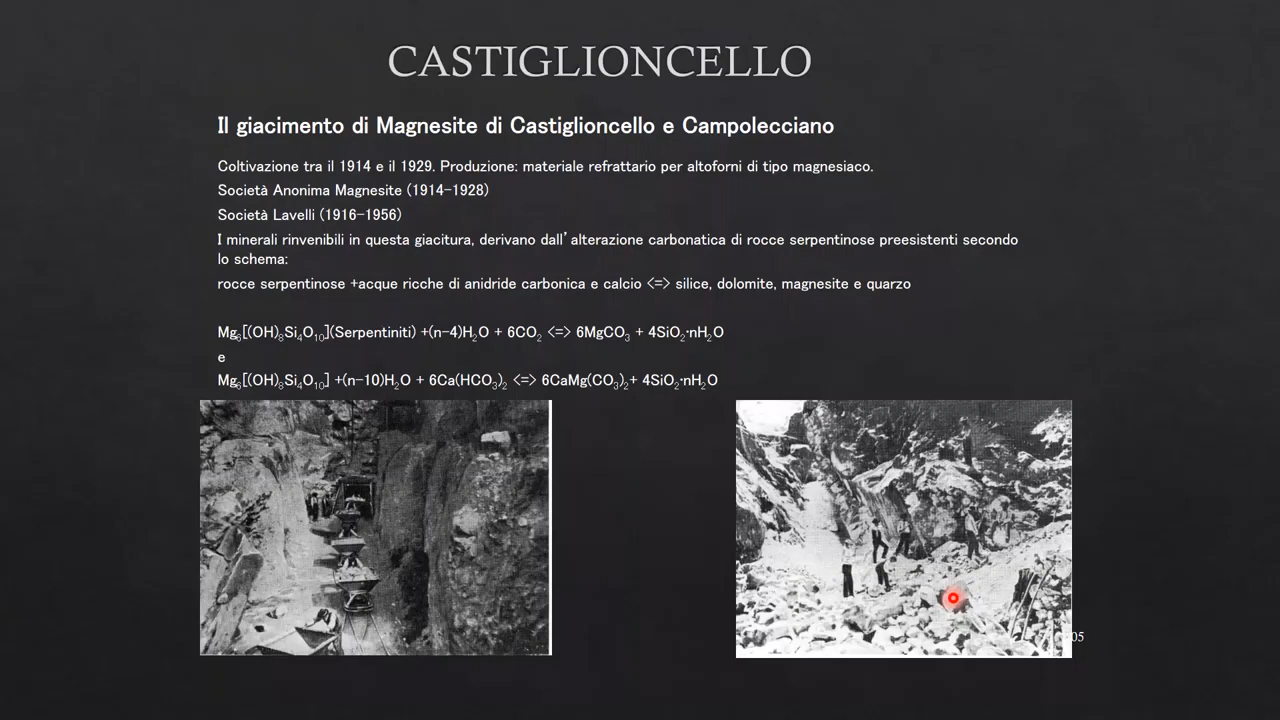 CASTIGLIONCELLO
Il giacimento di Magnesite di Castiglioncello e Campolecciano
Coltivazione tra il 1914 e il 1929. Produzione: materiale refrattario per altoforni di tipo magnesiaco.
Società Anonima Magnesite (1914-1928)
Società Lavelli (1916-1956)
I minerali rinvenibili in questa giacitura, derivano dall’alterazione carbonatica di rocce serpentinose preesistenti secondo
lo schema:
rocce serpentinose +acque ricche di anidride carbonica e calcio <=> silice, dolomite, magnesite e quarzo
Mg₆[(OH)₈Si₄O₁₀](Serpentiniti) +(n-4)H₂O + 6CO₂ <=> 6MgCO₃ + 4SiO₂·nH₂O
e
Mg₆[(OH)₈Si₄O₁₀] +(n-10)H₂O + 6Ca(HCO₃)₂ <=> 6CaMg(CO₃)₂+ 4SiO₂·nH₂O